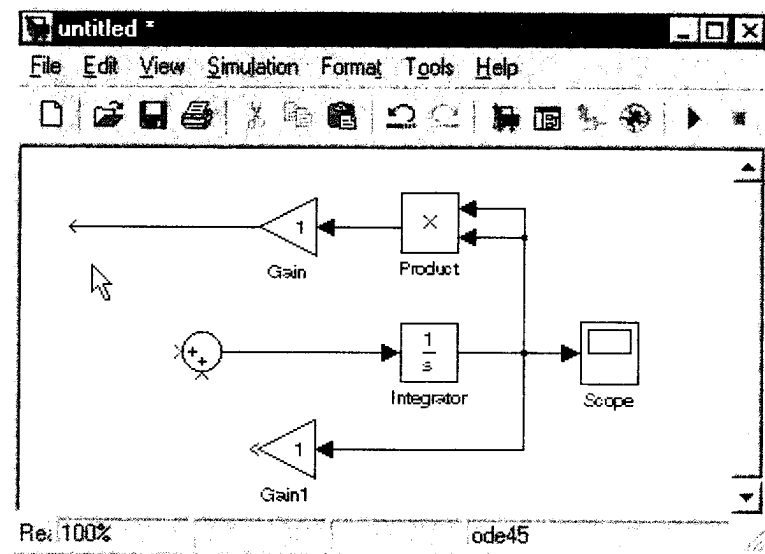 untitled *
File Edit View Simulation Format Tools Help
1
×
Gain
Product
+
+
1
s
Integrator
Scope
1
Gain1
100%
ode45